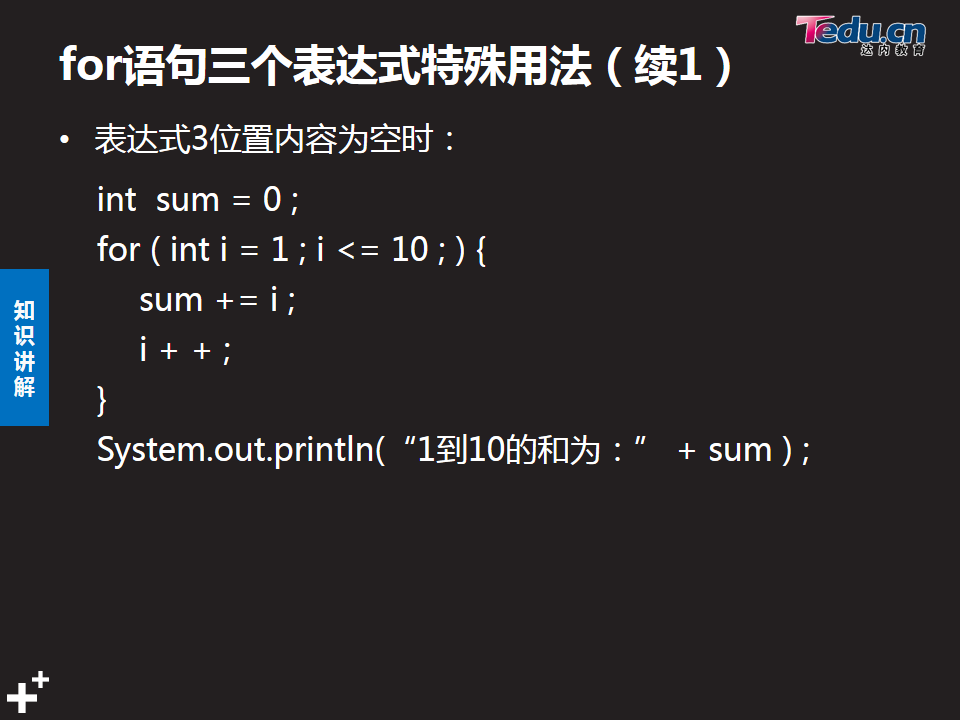 Tedu.cn
达内教育
for语句三个表达式特殊用法（续1）
• 表达式3位置内容为空时：
int  sum = 0 ;
for ( int i = 1 ; i <= 10 ; ) {
sum += i ;
i + + ;
}
System.out.println( “1到10的和为：” + sum ) ;
知识讲解